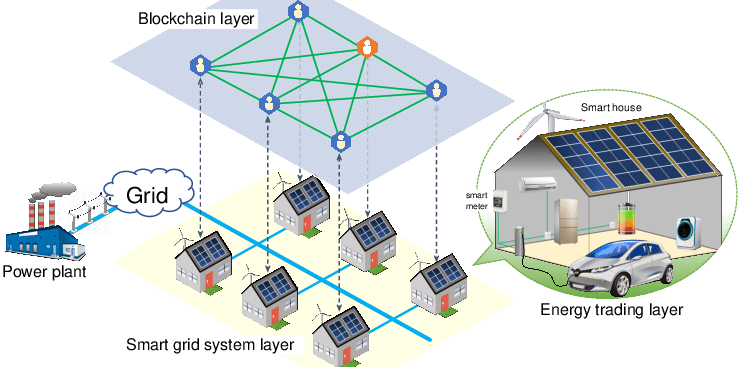 Blockchain layer
Smart house
smart
meter
Grid
Power plant
Energy trading layer
Smart grid system layer